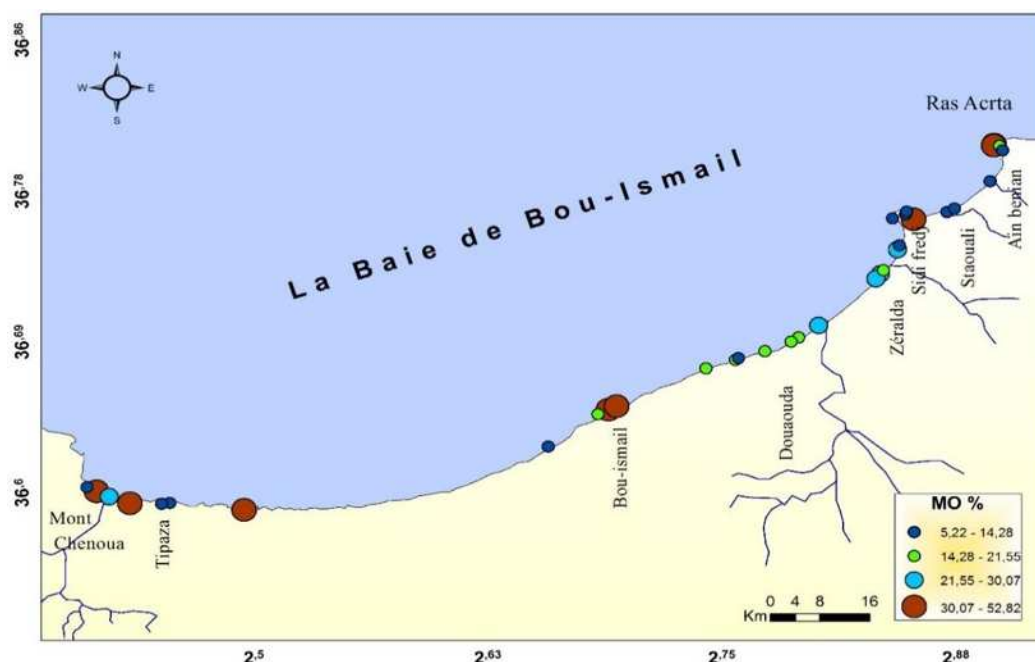 36,86
36,78
36,69
36,6
N
W E
S
La Baie de Bou-Ismail
Ras Acrta
Ain benian
Staouali
Sidi fredj
Zéralda
Douaouda
Bou-ismail
Tipaza
Mont
Chenoua
MO %
5,22 - 14,28
14,28 - 21,55
21,55 - 30,07
30,07 - 52,82
Km 0 4 8 16
2,5 2,63 2,75 2,88